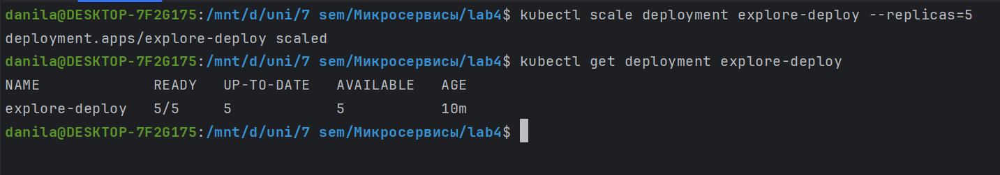 danila@DESKTOP-7F2G175:/mnt/d/uni/7 sem/Микросервисы/lab4$ kubectl scale deployment explore-deploy --replicas=5
deployment.apps/explore-deploy scaled
danila@DESKTOP-7F2G175:/mnt/d/uni/7 sem/Микросервисы/lab4$ kubectl get deployment explore-deploy
NAME             READY   UP-TO-DATE   AVAILABLE   AGE
explore-deploy   5/5     5            5           10m
danila@DESKTOP-7F2G175:/mnt/d/uni/7 sem/Микросервисы/lab4$